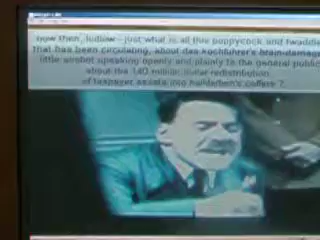 now then, ludlow - just what is all this poppycock and twaddle
that has been circulating, about das kochfuhrer's brain-damage
little airshot speaking openly and plainly to the general public
about the 140 million dollar redistribution
of taxpayer assets into halliburton's coffers ?